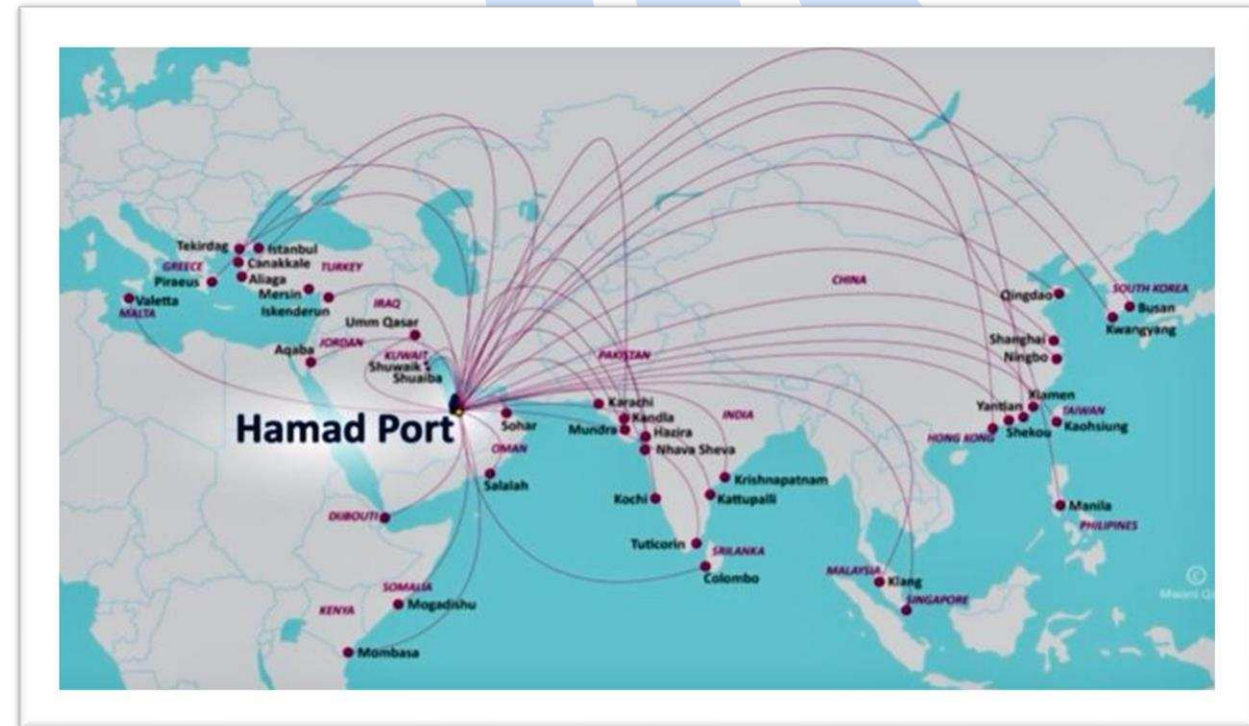 Tekirdag
Istanbul
GREECE
Canakkale
TURKEY
Piraeus
Aliaga
Mersin
Valetta
MALTA
Iskenderun
IRAQ
Umm Qasar
JORDAN
Aqaba
KUWAIT
Shuwaik
Shuaiba
Hamad Port
Sohar
OMAN
Salalah
DJIBOUTI
SOMALIA
Mogadishu
KENYA
Mombasa
PAKISTAN
Karachi
Kandla
Mundra
Hazira
Nhava Sheva
INDIA
Krishnapatnam
Kattupalli
Kochi
Tuticorin
SRILANKA
Colombo
CHINA
Qingdao
SOUTH KOREA
Busan
Kwangyang
Shanghai
Ningbo
Xiamen
Yantian
TAIWAN
Kaohsiung
HONG KONG
Shekou
Manila
PHILIPINES
MALAYSIA
Klang
SINGAPORE
©
Mwani